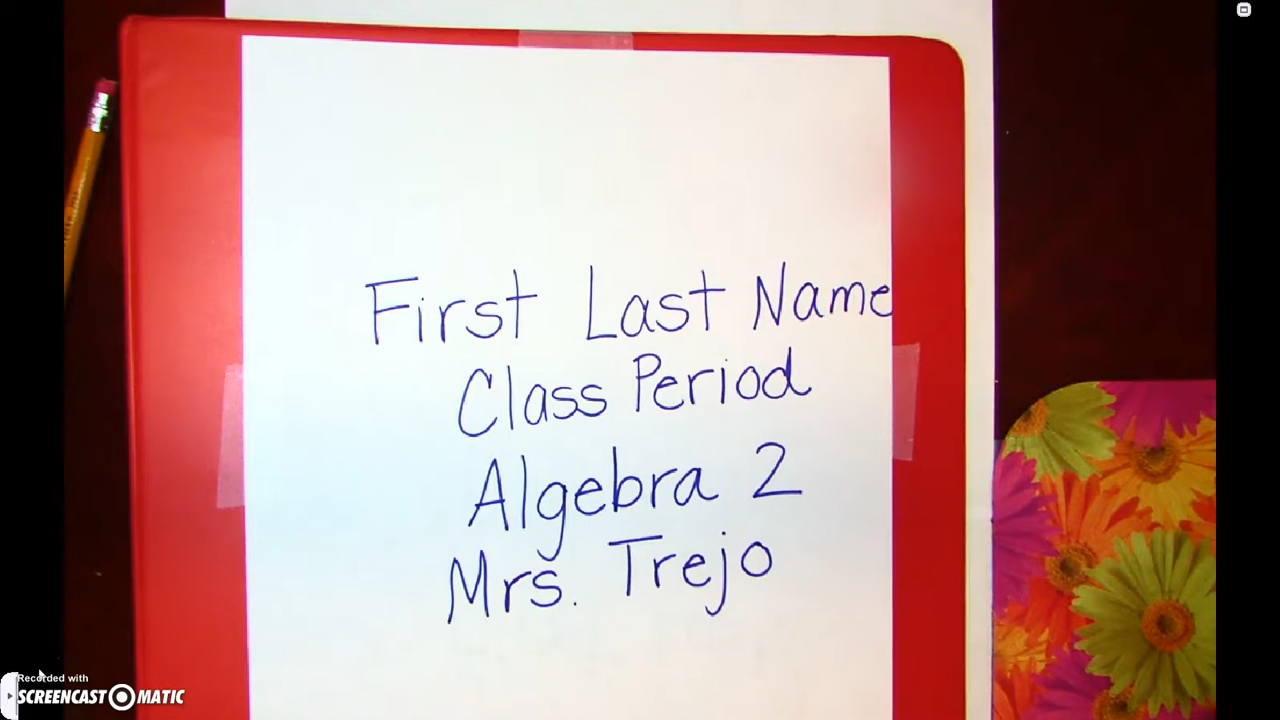 First Last Name
Class Period
Algebra 2
Mrs. Trejo
Recorded with
SCREENCAST MATIC